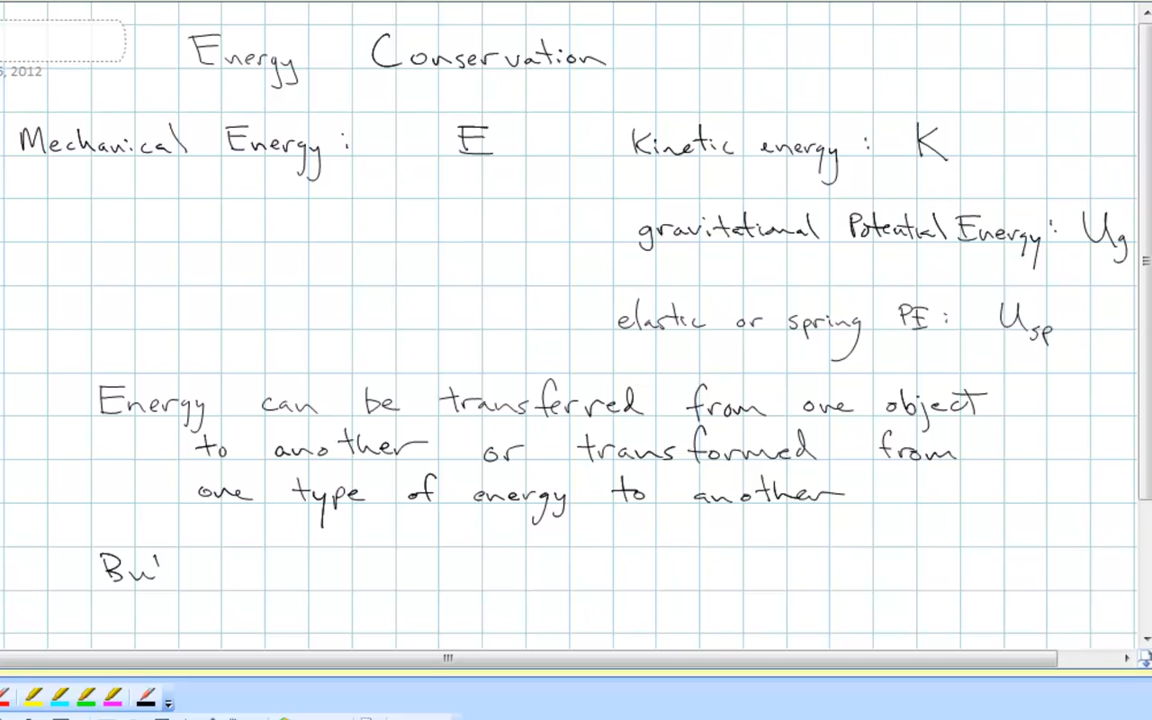 Energy Conservation
, 2012
Mechanical Energy : E Kinetic energy : K
gravitational Potential Energy : Ug
elastic or spring PE : Usp
Energy can be transferred from one object
to another or transformed from
one type of energy to another